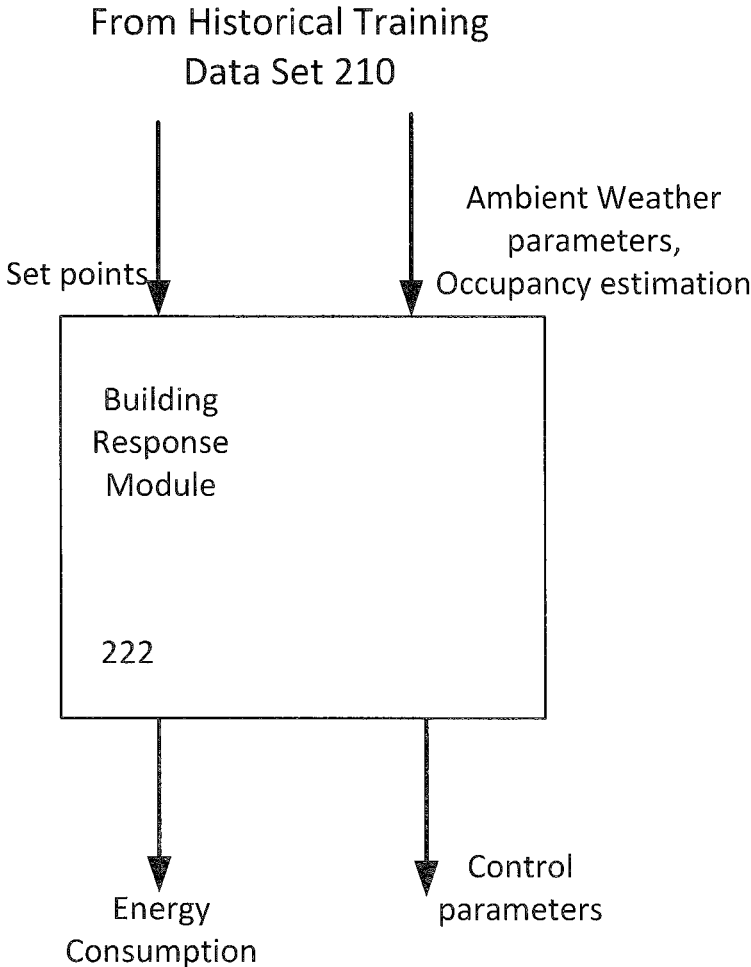 From Historical Training
Data Set 210
Ambient Weather
parameters,
Set points
Occupancy estimation
Building
Response
Module
222
Energy
Consumption
Control
parameters